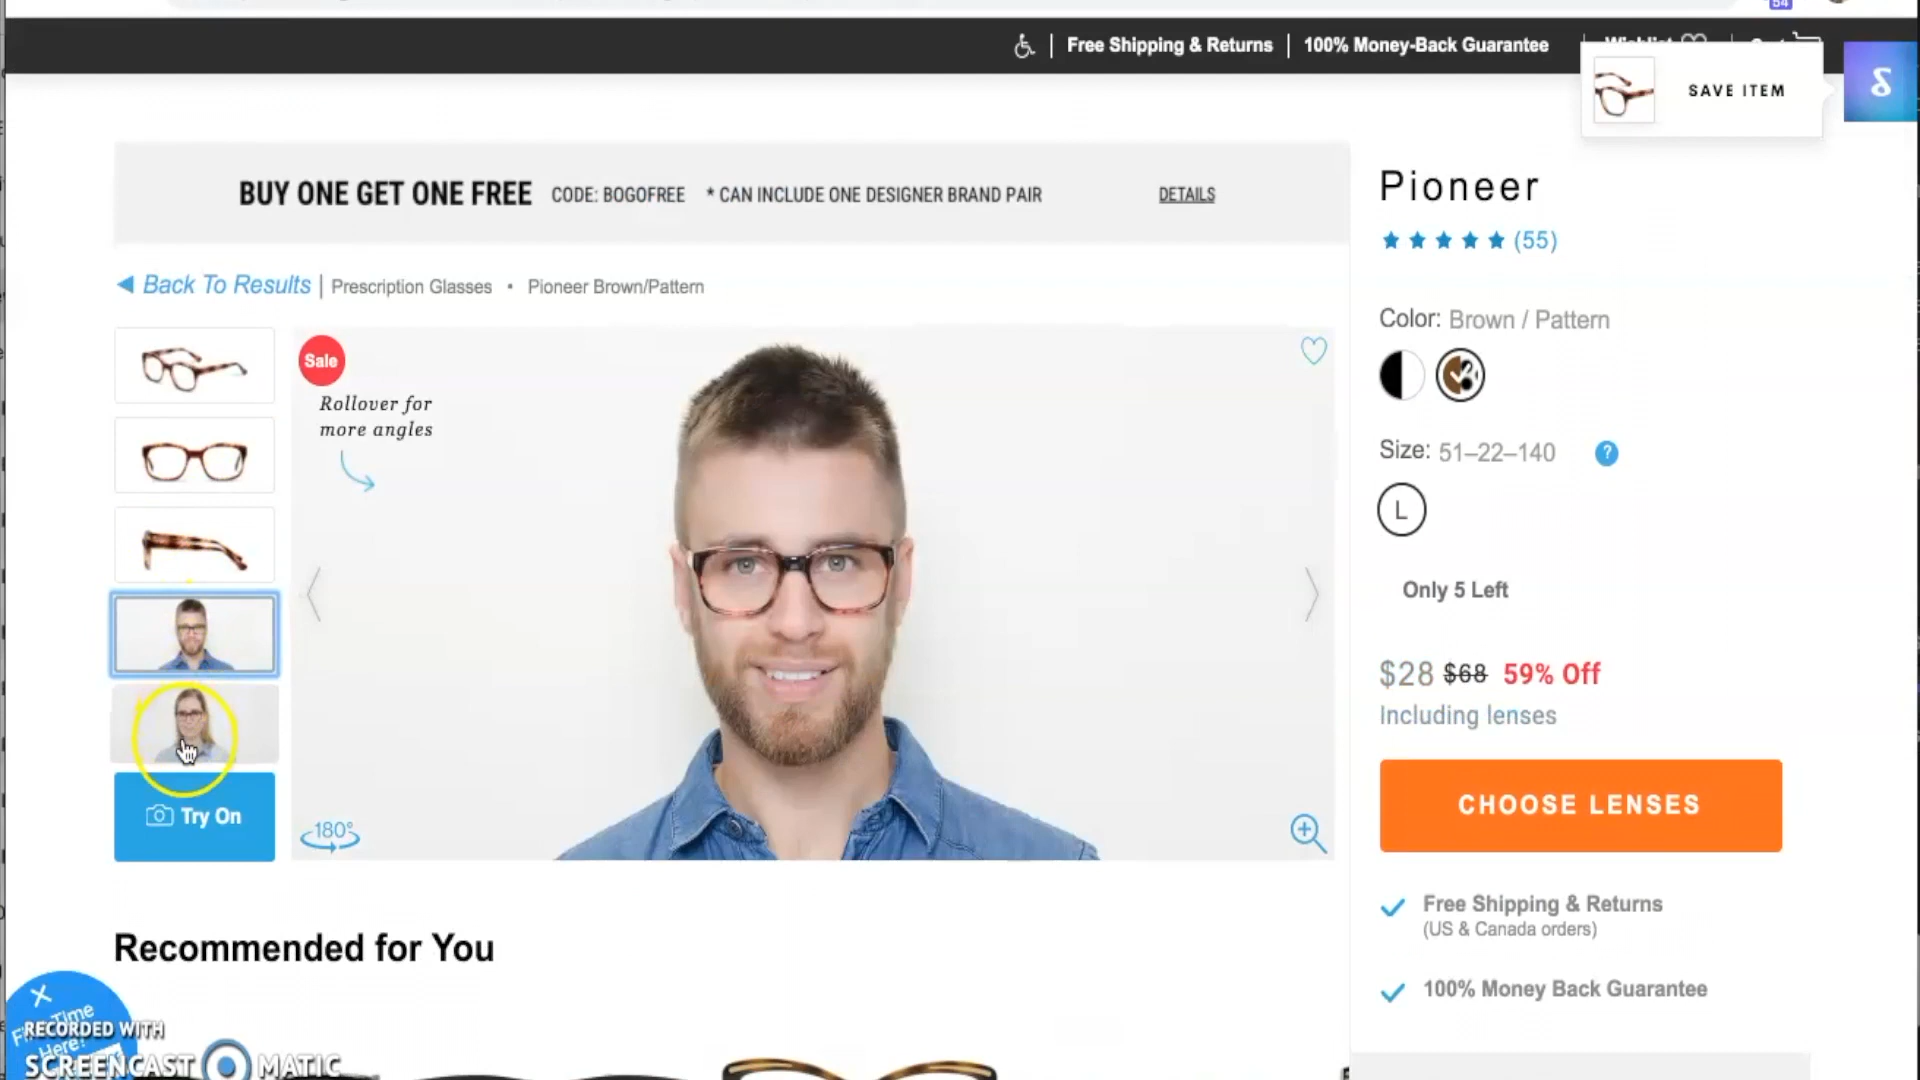 54
Free Shipping & Returns
100% Money-Back Guarantee
SAVE ITEM
BUY ONE GET ONE FREE CODE: BOGOFREE * CAN INCLUDE ONE DESIGNER BRAND PAIR DETAILS
Back To Results | Prescription Glasses • Pioneer Brown/Pattern
Sale
Rollover for
more angles
180°
Try On
Pioneer
(55)
Color: Brown / Pattern
Size: 51–22–140 ?
L
Only 5 Left
$28 $68 59% Off
Including lenses
CHOOSE LENSES
Free Shipping & Returns
(US & Canada orders)
100% Money Back Guarantee
Recommended for You
Time
Here?
RECORDED WITH
SCREENCAST MATIC